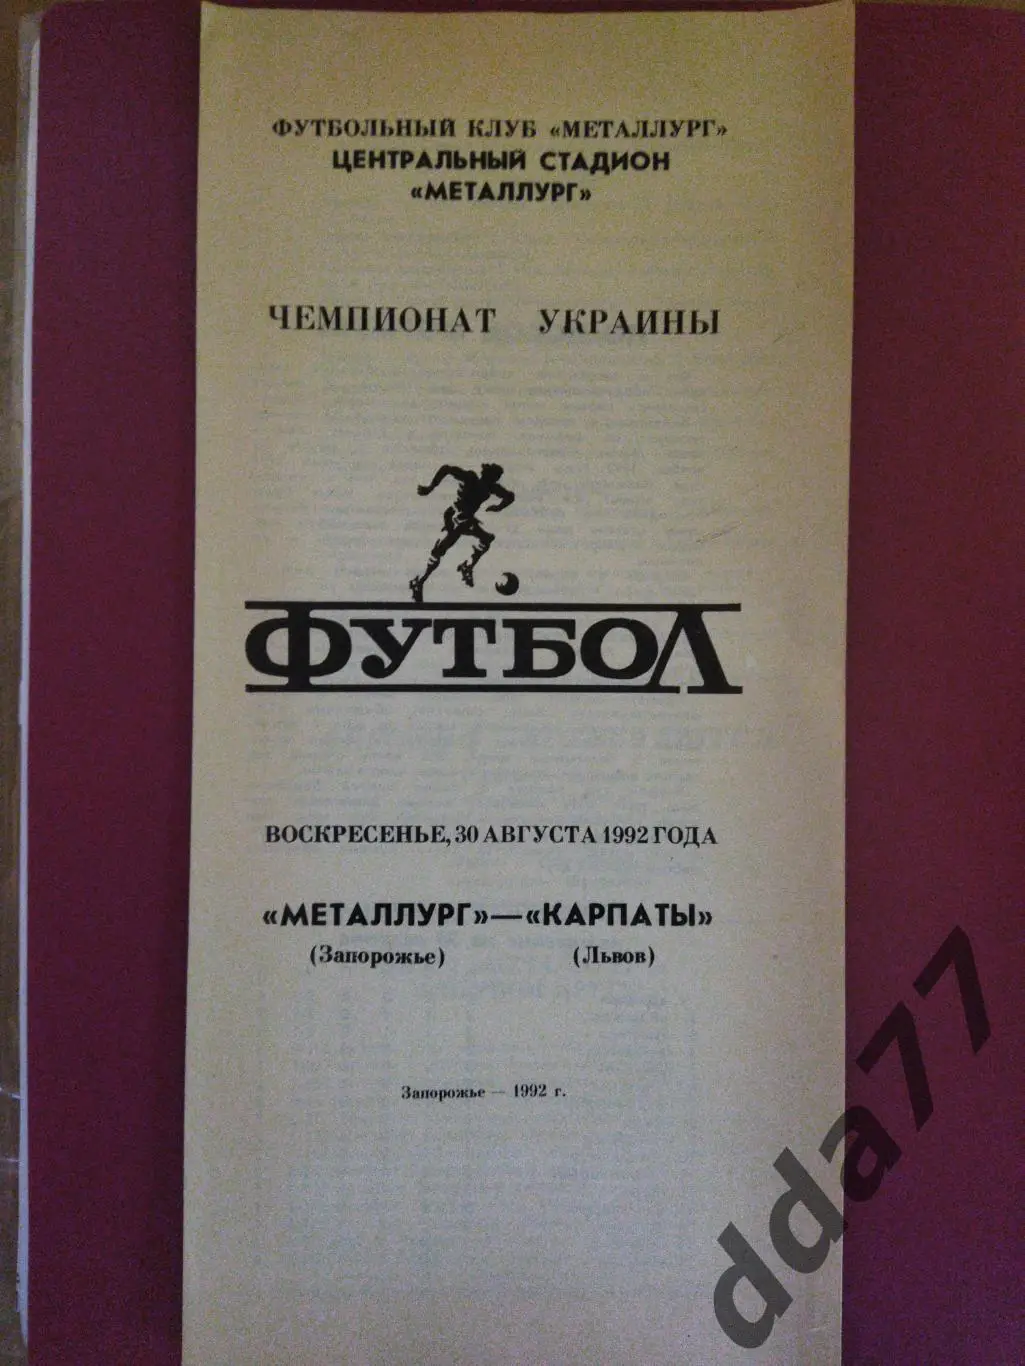 ФУТБОЛЬНЫЙ КЛУБ «МЕТАЛЛУРГ»
ЦЕНТРАЛЬНЫЙ СТАДИОН
«МЕТАЛЛУРГ»
ЧЕМПИОНАТ УКРАИНЫ
ФУТБОЛ
ВОСКРЕСЕНЬЕ, 30 АВГУСТА 1992 ГОДА
«МЕТАЛЛУРГ»—«КАРПАТЫ»
(Запорожье) (Львов)
Запорожье — 1992 г.
dda77